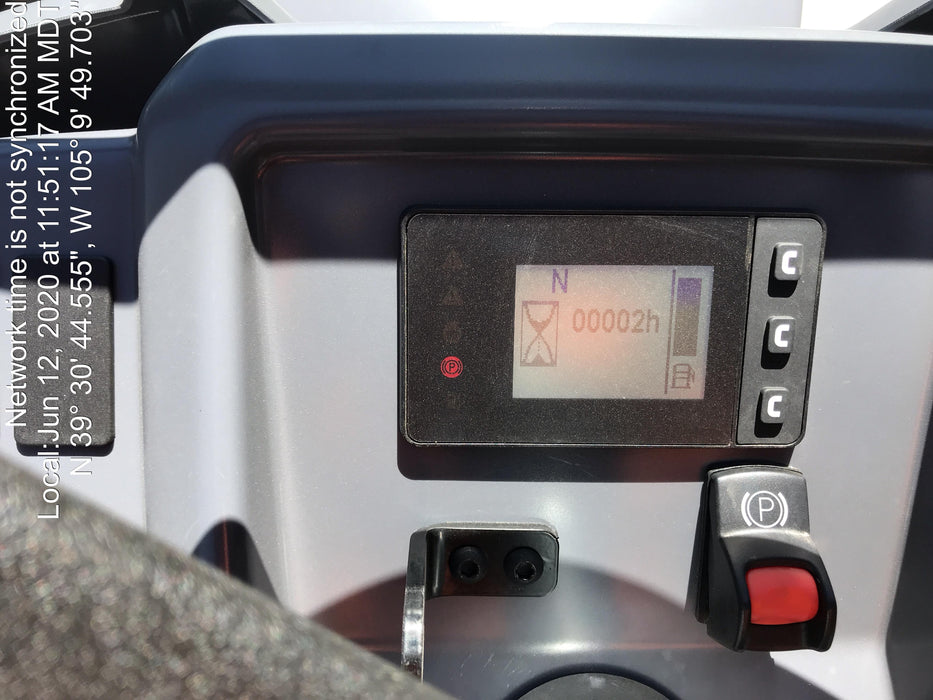 Network time is not synchronized
Local:Jun 12, 2020 at 11:51:17 AM MDT
N 39° 30' 44.555", W 105° 9' 49.703"
N
00002h
P
C
C
C
P